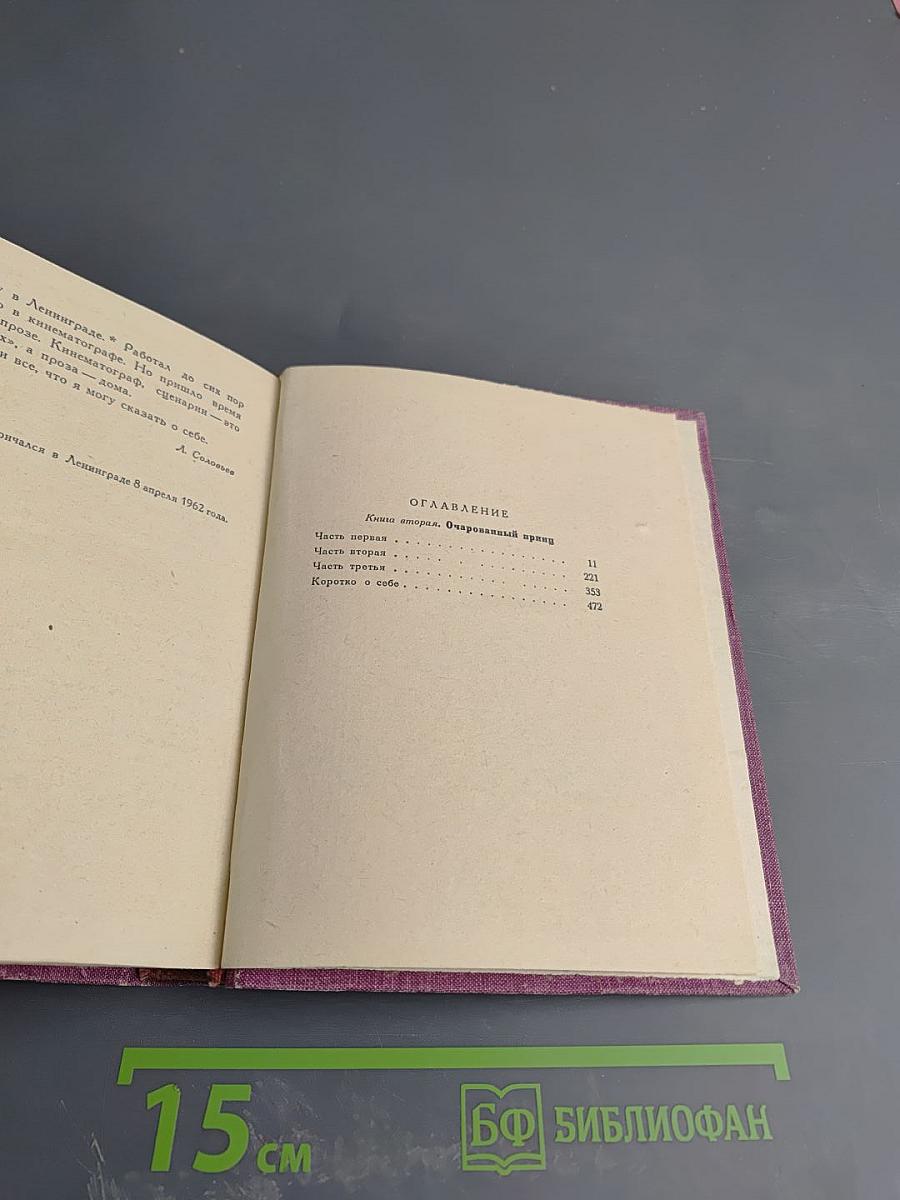 в Ленинграде. * Работал до сих пор
в кинематографе. Но пришло время
прозе. Кинематограф, сценарии — это
х», а проза — дома.
и все, что я могу сказать о себе.
Л. Соловьев
ончался в Ленинграде 8 апреля 1962 года.
ОГЛАВЛЕНИЕ
Книга вторая. Очарованный принц
Часть первая . . . . . . . . . . . . . . . 11
Часть вторая . . . . . . . . . . . . . . . 221
Часть третья . . . . . . . . . . . . . . . 353
Коротко о себе . . . . . . . . . . . . . . 472
15 см
БФ БИБЛИОФАН